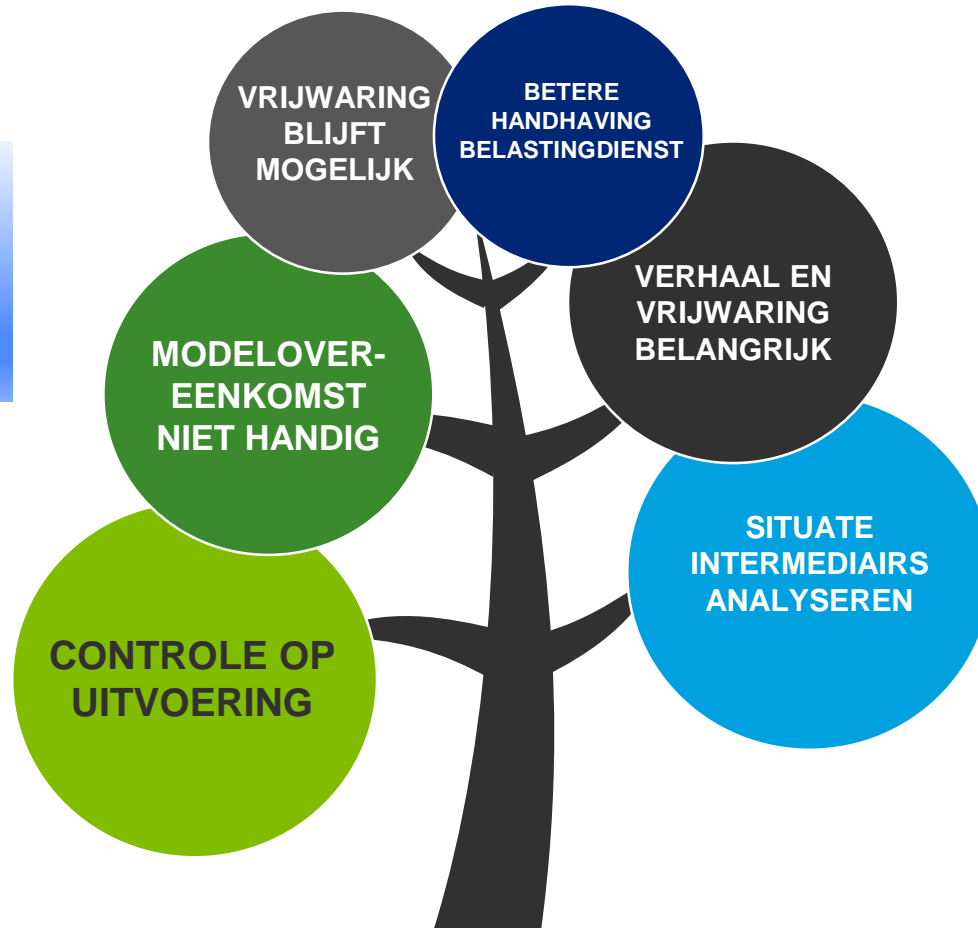 VRIJWARING
BLIJFT
MOGELIJK
BETERE
HANDHAVING
BELASTINGDIENST
VERHAAL EN
VRIJWARING
BELANGRIJK
MODELOVER-
EENKOMST
NIET HANDIG
SITUATE
INTERMEDIAIRS
ANALYSEREN
CONTROLE OP
UITVOERING